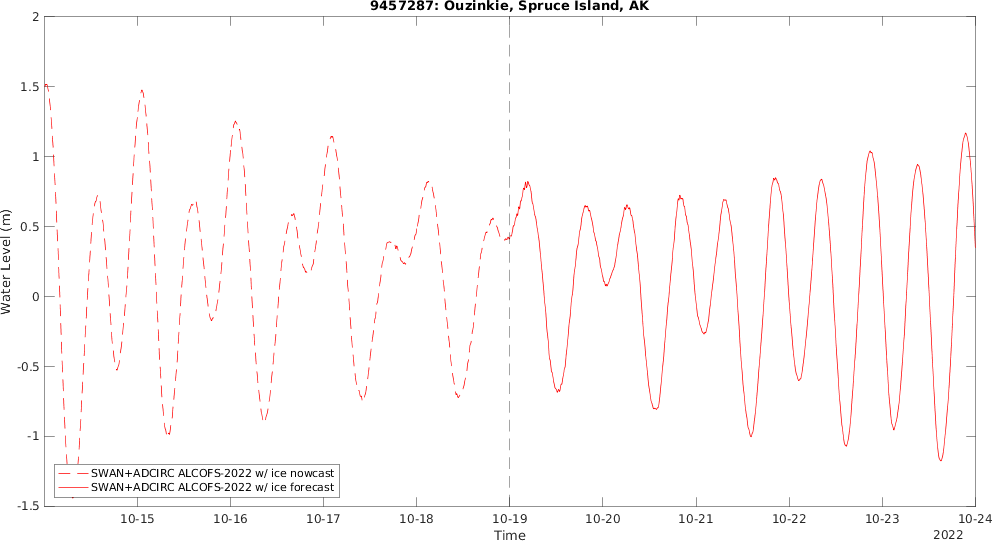 9457287: Ouzinkie, Spruce Island, AK
2
1.5
1
0.5
0
-0.5
-1
-1.5
Water Level (m)
SWAN+ADCIRC ALCOFS-2022 w/ ice nowcast
SWAN+ADCIRC ALCOFS-2022 w/ ice forecast
10-15 10-16 10-17 10-18 10-19 10-20 10-21 10-22 10-23 10-24
Time
2022